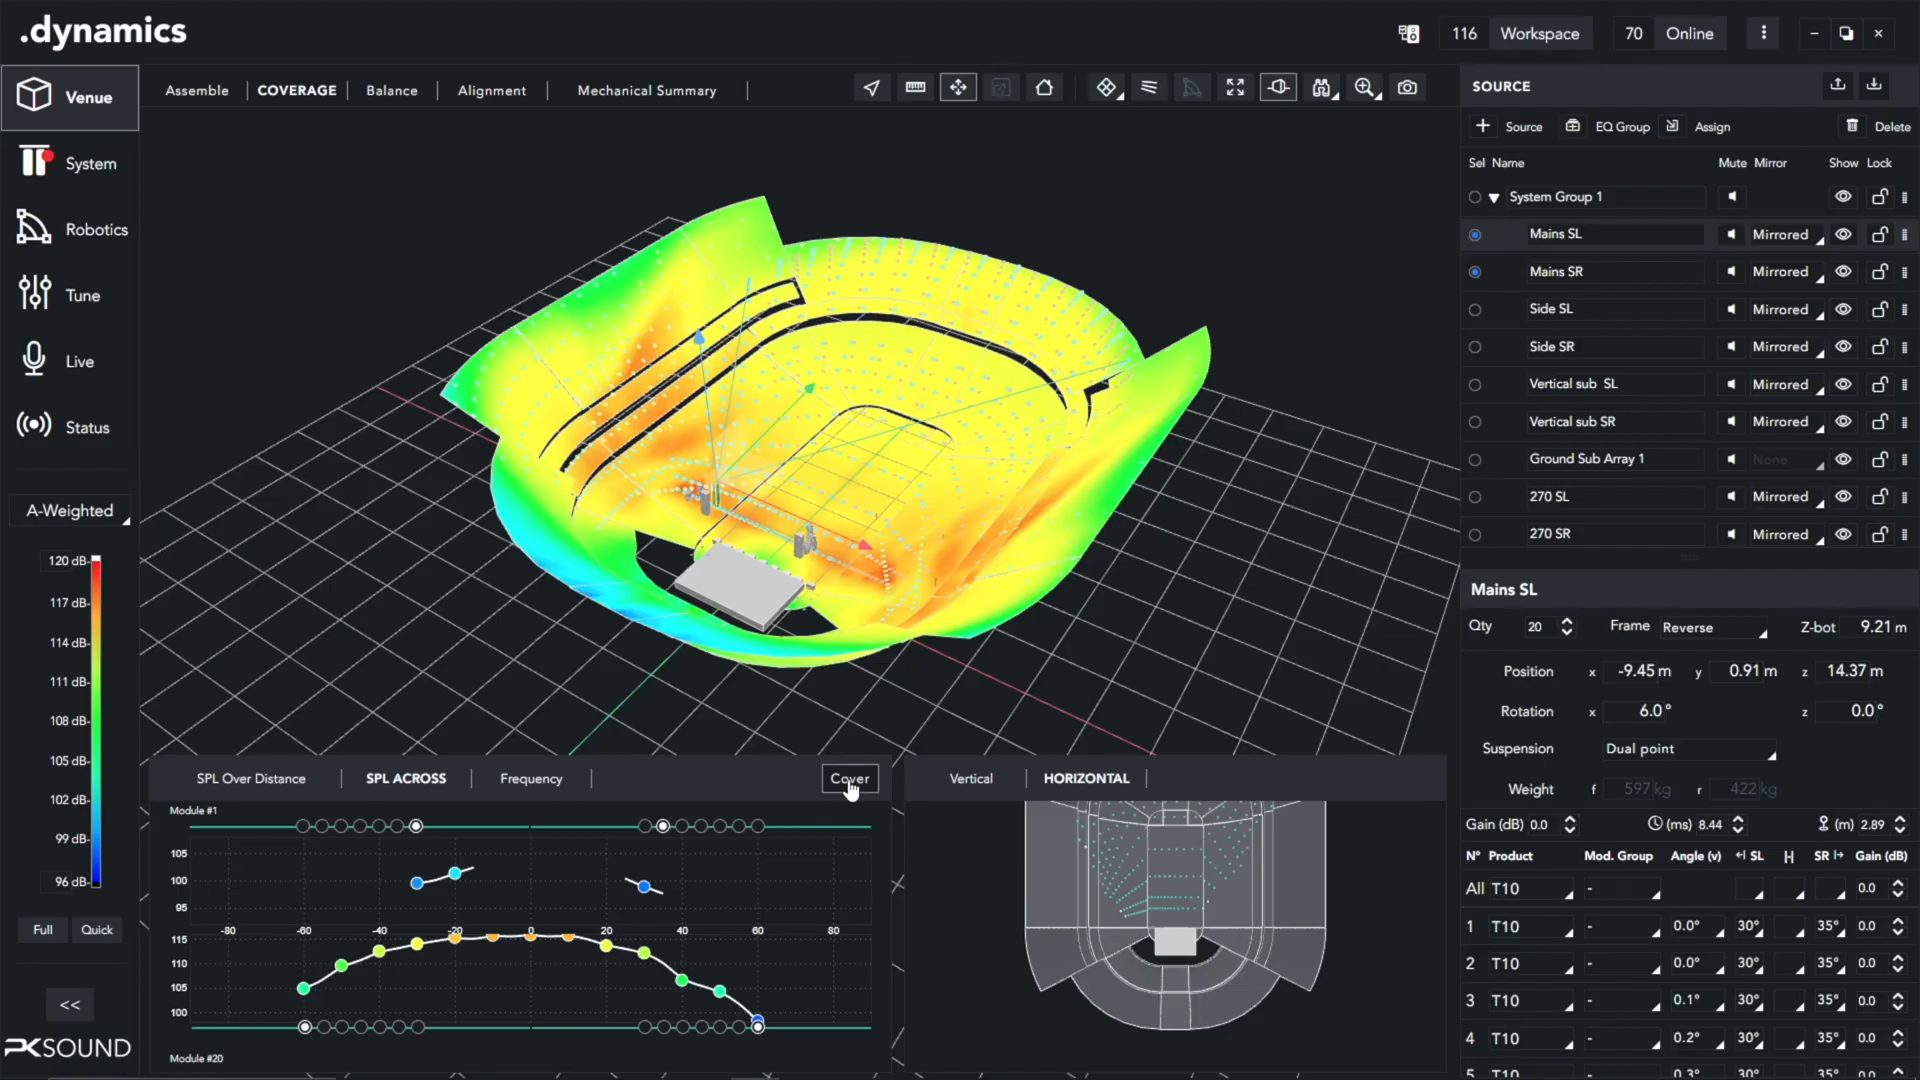 .dynamics
116 Workspace 70 Online
Venue
System
Robotics
Tune
Live
Status
A-Weighted
120 dB-
117 dB-
114 dB-
111 dB-
108 dB-
105 dB-
102 dB-
99 dB-
96 dB-
Full Quick
<<
PKSOUND
Assemble COVERAGE Balance Alignment Mechanical Summary
SPL Over Distance SPL ACROSS Frequency Cover
Module #1
105
100
95
-80 -60 -40 -20 0 20 40 60 80
115
110
105
100
Module #20
Vertical HORIZONTAL
SOURCE
+ Source EQ Group Assign Delete
Sel Name Mute Mirror Show Lock
System Group 1
Mains SL Mirrored
Mains SR Mirrored
Side SL Mirrored
Side SR Mirrored
Vertical sub SL Mirrored
Vertical sub SR Mirrored
Ground Sub Array 1 None
270 SL Mirrored
270 SR Mirrored
Mains SL
Qty 20 Frame Reverse Z-bot 9.21 m
Position x -9.45 m y 0.91 m z 14.37 m
Rotation x 6.0° z 0.0°
Suspension Dual point
Weight f 597 kg r 422 kg
Gain (dB) 0.0 (ms) 8.44 (m) 2.89
N° Product Mod. Group Angle (v) SL SR Gain (dB)
All T10 - 0.0
1 T10 - 0.0° 30° 35° 0.0
2 T10 - 0.0° 30° 35° 0.0
3 T10 - 0.1° 30° 35° 0.0
4 T10 - 0.2° 30° 35° 0.0
5 T10 0.3° 30° 35° 0.0